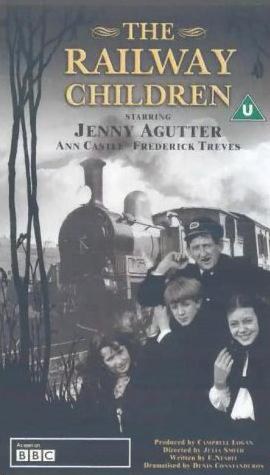 THE
RAILWAY
CHILDREN
U
STARRING
JENNY AGUTTER
ANN CASTLE FREDERICK TREVES
As seen on
BBC
Produced by CAMPBELL LOGAN
Directed by JULIA SMITH
Written by E. NESBIT
Dramatised by DENIS CONSTANDUROS